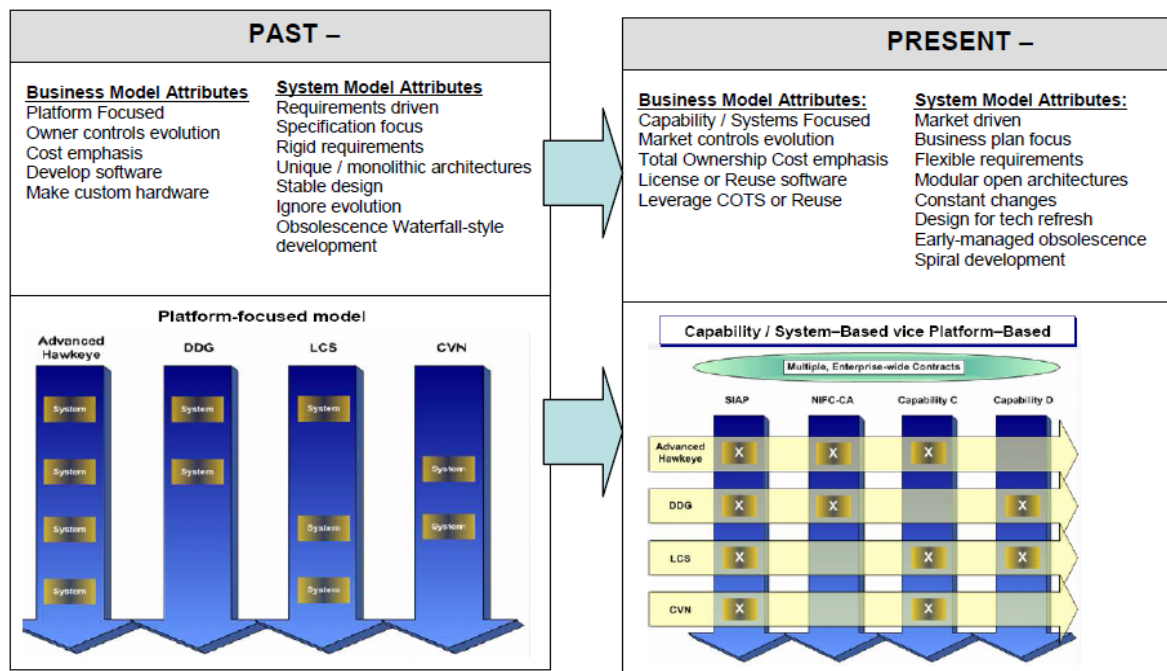 PAST –
Business Model Attributes
Platform Focused
Owner controls evolution
Cost emphasis
Develop software
Make custom hardware
System Model Attributes
Requirements driven
Specification focus
Rigid requirements
Unique / monolithic architectures
Stable design
Ignore evolution
Obsolescence Waterfall-style
development
Platform-focused model
Advanced
Hawkeye
DDG
LCS
CVN
System
System
System
System
System
System
System
System
System
System
System
PRESENT –
Business Model Attributes:
Capability / Systems Focused
Market controls evolution
Total Ownership Cost emphasis
License or Reuse software
Leverage COTS or Reuse
System Model Attributes:
Market driven
Business plan focus
Flexible requirements
Modular open architectures
Constant changes
Design for tech refresh
Early-managed obsolescence
Spiral development
Capability / System–Based vice Platform–Based
Multiple, Enterprise-wide Contracts
SIAP
NIFC-CA
Capability C
Capability D
Advanced
Hawkeye
X X X
DDG
X X X
LCS
X X X
CVN
X X